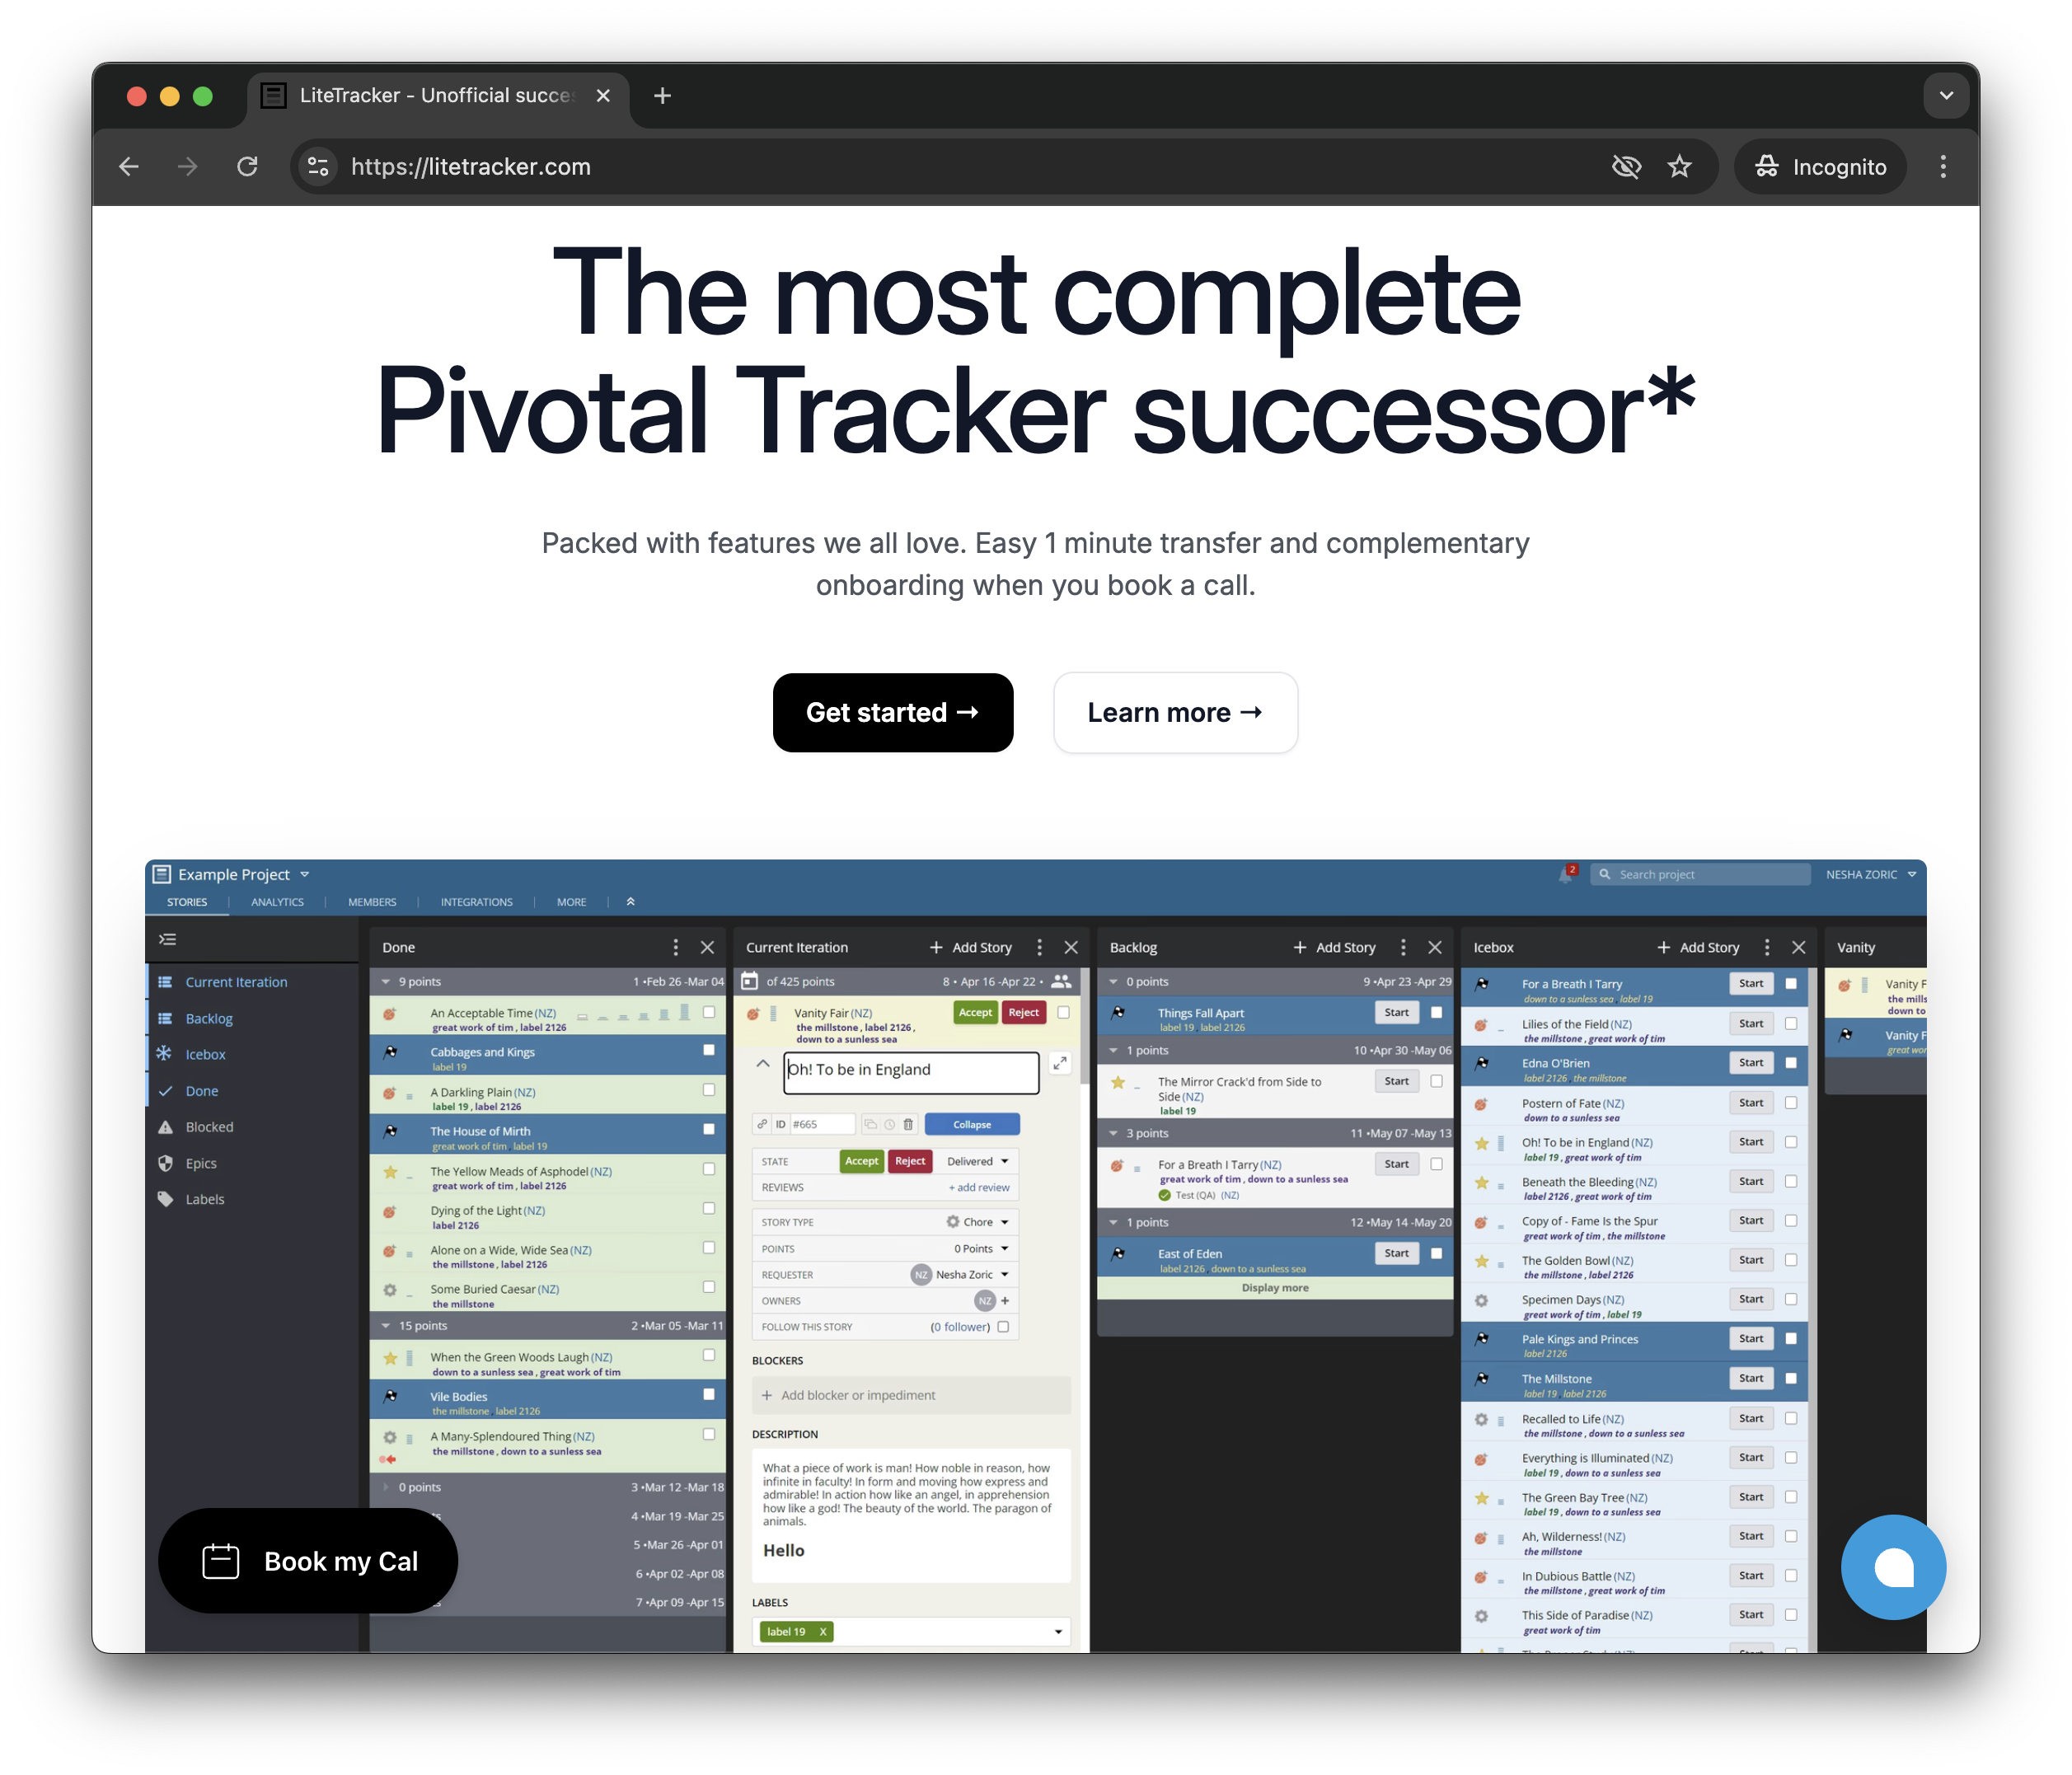 LiteTracker - Unofficial succes
https://litetracker.com
Incognito
The most complete
Pivotal Tracker successor*
Packed with features we all love. Easy 1 minute transfer and complementary
onboarding when you book a call.
Get started →
Learn more →
Example Project
2
Search project
NESHA ZORIC
STORIES
ANALYTICS
MEMBERS
INTEGRATIONS
MORE
Current Iteration
Backlog
Icebox
Done
Blocked
Epics
Labels
Done
9 points
1 •Feb 26 -Mar 04
An Acceptable Time (NZ)
great work of tim , label 2126
Cabbages and Kings
label 19
A Darkling Plain (NZ)
label 19 , label 2126
The House of Mirth
great work of tim label 19
The Yellow Meads of Asphodel (NZ)
great work of tim , label 2126
Dying of the Light (NZ)
label 2126
Alone on a Wide, Wide Sea (NZ)
the millstone , label 2126
Some Buried Caesar (NZ)
the millstone
15 points
2 •Mar 05 -Mar 11
When the Green Woods Laugh (NZ)
down to a sunless sea , great work of tim
Vile Bodies
the millstone label 2126
A Many-Splendoured Thing (NZ)
the millstone , down to a sunless sea
0 points
3 •Mar 12 -Mar 18
4 •Mar 19 -Mar 25
5 •Mar 26 -Apr 01
6 •Apr 02 -Apr 08
7 •Apr 09 -Apr 15
Book my Cal
Current Iteration
+ Add Story
of 425 points
8 • Apr 16 -Apr 22 •
Vanity Fair (NZ)
Accept
Reject
the millstone , label 2126 ,
down to a sunless sea
Oh! To be in England
ID
#665
Collapse
STATE
Accept
Reject
Delivered
REVIEWS
+ add review
STORY TYPE
Chore
POINTS
0 Points
REQUESTER
NZ
Nesha Zoric
OWNERS
NZ
+
FOLLOW THIS STORY
(0 follower)
BLOCKERS
+ Add blocker or impediment
DESCRIPTION
What a piece of work is man! How noble in reason, how
infinite in faculty! In form and moving how express and
admirable! In action how like an angel, in apprehension
how like a god! The beauty of the world. The paragon of
animals.
Hello
LABELS
label 19 X
Backlog
+ Add Story
0 points
9 •Apr 23 -Apr 29
Things Fall Apart
Start
label 19 label 2126
1 points
10 •Apr 30 -May 06
The Mirror Crack'd from Side to
Side (NZ)
Start
label 19
3 points
11 •May 07 -May 13
For a Breath I Tarry (NZ)
Start
great work of tim , down to a sunless sea
Test (QA) (NZ)
1 points
12 •May 14 -May 20
East of Eden
Start
label 2126 down to a sunless sea
Display more
Icebox
+ Add Story
For a Breath I Tarry
Start
down to a sunless sea label 19
Lilies of the Field (NZ)
Start
the millstone , great work of tim
Edna O'Brien
Start
label 2126 the millstone
Postern of Fate (NZ)
Start
down to a sunless sea
Oh! To be in England (NZ)
Start
label 19 , great work of tim
Beneath the Bleeding (NZ)
Start
label 2126 , great work of tim
Copy of - Fame Is the Spur
Start
great work of tim , the millstone
The Golden Bowl (NZ)
Start
the millstone , label 2126
Specimen Days (NZ)
Start
great work of tim , label 19
Pale Kings and Princes
Start
label 2126
The Millstone
Start
label 19 label 2126
Recalled to Life (NZ)
Start
the millstone , down to a sunless sea
Everything is Illuminated (NZ)
Start
label 19 , down to a sunless sea
The Green Bay Tree (NZ)
Start
label 19 , down to a sunless sea
Ah, Wilderness! (NZ)
Start
the millstone
In Dubious Battle (NZ)
Start
the millstone , great work of tim
This Side of Paradise (NZ)
Start
great work of tim
Vanity
Vanity F
the mills
down to
Vanity F
great wor